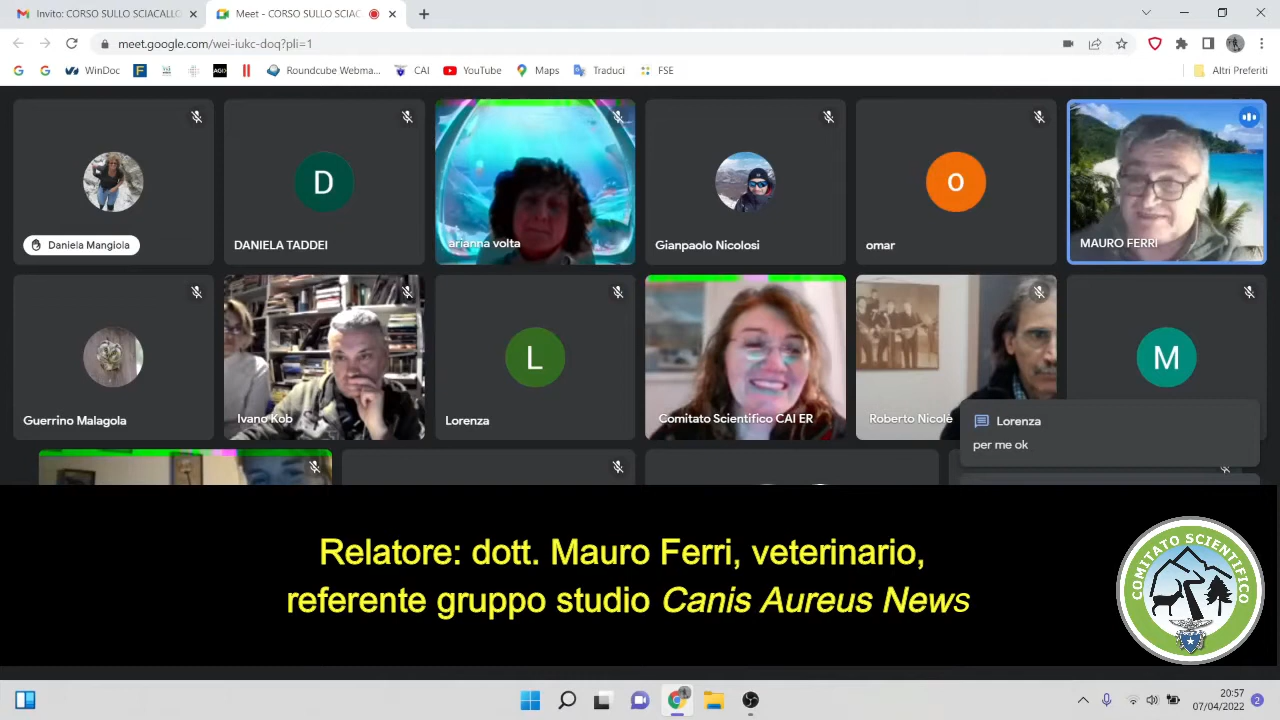 Invito: CORSO SULLO SCIACALLO
Meet - CORSO SULLO SCIAC
meet.google.com/wei-iukc-doq?pli=1
WinDoc
F
AGI
CAI
YouTube
Roundcube Webma...
Maps
Traduci
FSE
Altri Preferiti
Daniela Mangiola
D
DANIELA TADDEI
arianna volta
Gianpaolo Nicolosi
o
omar
MAURO FERRI
Guerrino Malagola
Ivano Kob
L
Lorenza
Comitato Scientifico CAI ER
Roberto Nicole
M
Lorenza
per me ok
Relatore: dott. Mauro Ferri, veterinario,
referente gruppo studio Canis Aureus News
COMITATO SCIENTIFICO
20:57
07/04/2022
2